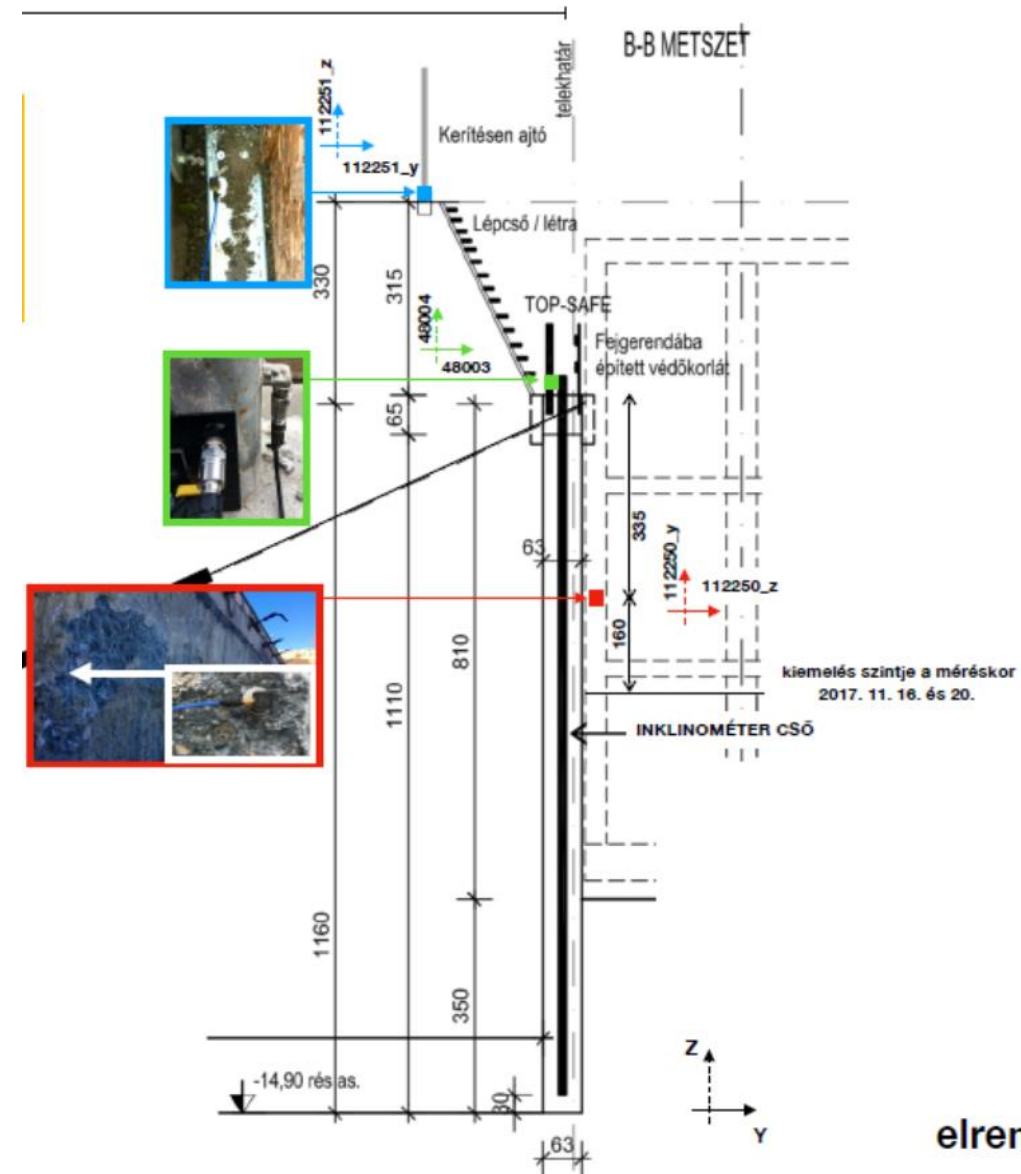 B-B METSZET
telekhatár
112251_z
Kerítésen ajtó
112251_y
Lépcső / létra
330
315
TOP-SAFE
48004
48003
Fejgerendába
épített védőkorlát
65
335
63
112250_y
112250_z
160
810
kiemelés szintje a méréskor
2017. 11. 16. és 20.
1110
INKLINOMÉTER CSŐ
1160
350
Z
-14,90 rés as.
30
Y
63
elrer